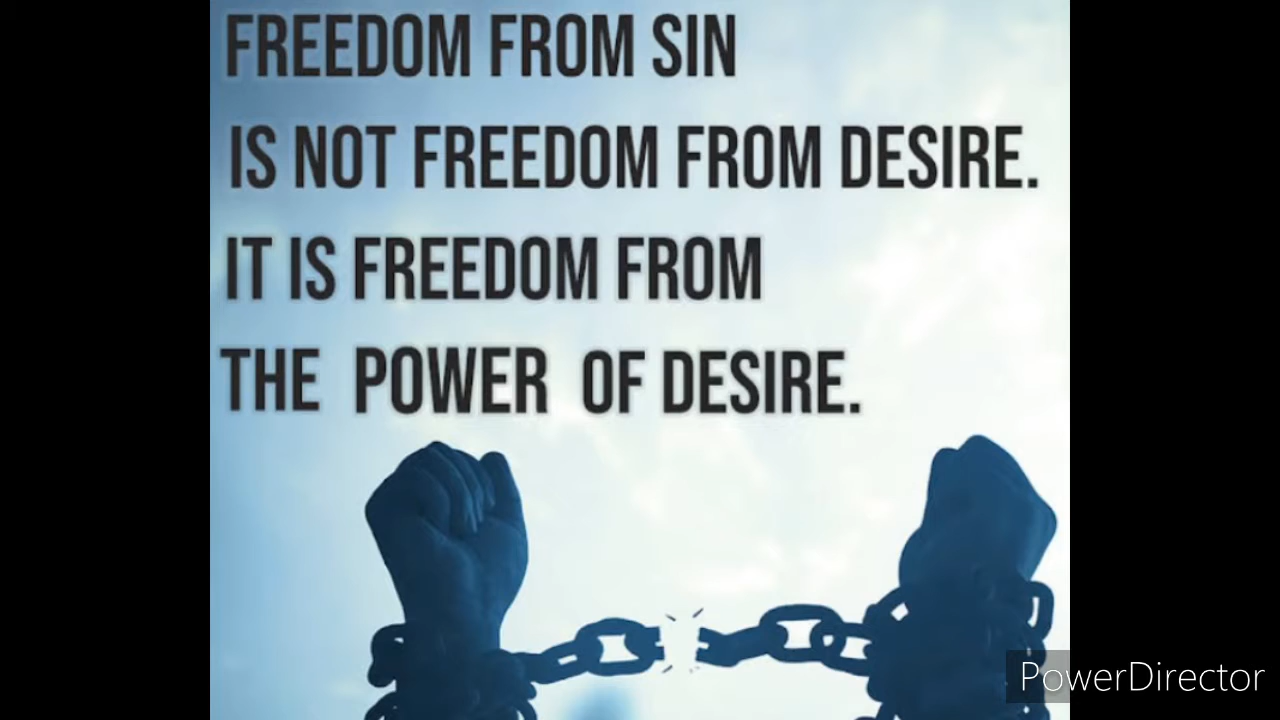 FREEDOM FROM SIN
IS NOT FREEDOM FROM DESIRE.
IT IS FREEDOM FROM
THE POWER OF DESIRE.
PowerDirector